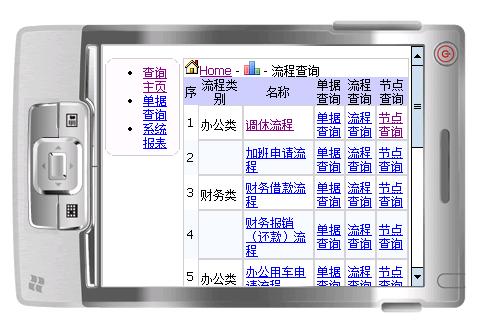 查询
主页
单据
查询
系统
报表
Home - - 流程查询
序 流程类别 名称 单据查询 流程查询 节点查询
1 办公类 调休流程 单据查询 流程查询 节点查询
2 加班申请流程 单据查询 流程查询 节点查询
3 财务类 财务借款流程 单据查询 流程查询 节点查询
4 财务报销（还款）流程 单据查询 流程查询 节点查询
5 办公类 办公用车申请流程 单据查询 流程查询 节点查询